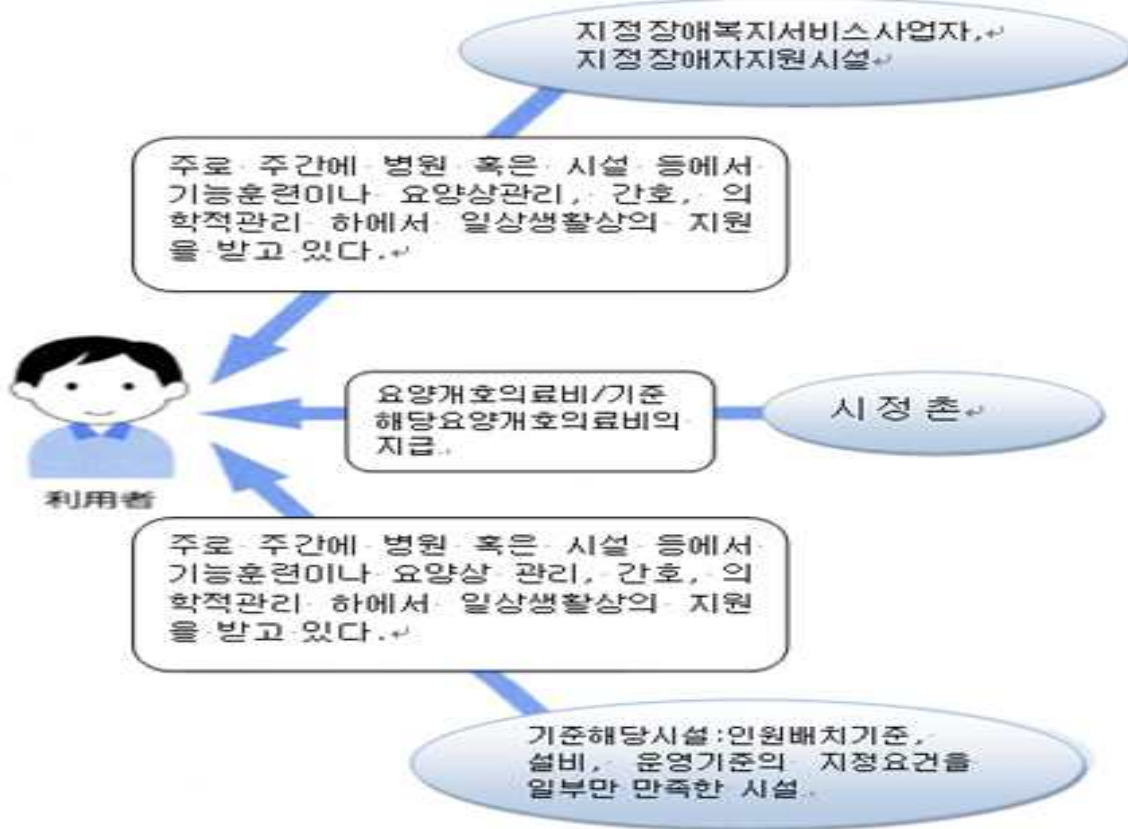 지정장애복지서비스사업자,
지정장애자지원시설
주로 주간에 병원 혹은 시설 등에서
기능훈련이나 요양상관리, 간호, 의
학적관리 하에서 일상생활상의 지원
을 받고 있다.
요양개호의료비/기준
해당요양개호의료비의
지급.
시정촌
利用者
주로 주간에 병원 혹은 시설 등에서
기능훈련이나 요양상 관리, 간호, 의
학적관리 하에서 일상생활상의 지원
을 받고 있다.
기준해당시설:인원배치기준,
설비, 운영기준의 지정요건을
일부만 만족한 시설.